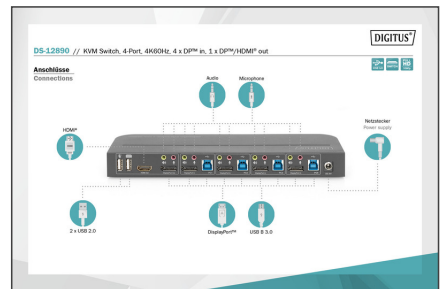 DIGITUS®
DS-12890 // KVM Switch, 4-Port, 4K60Hz, 4 x DP™ in, 1 x DP™/HDMI® out
Anschlüsse
Connections
Audio
Microphone
HDMI®
Netzstecker
Power supply
2 x USB 2.0
DisplayPort™
USB B 3.0